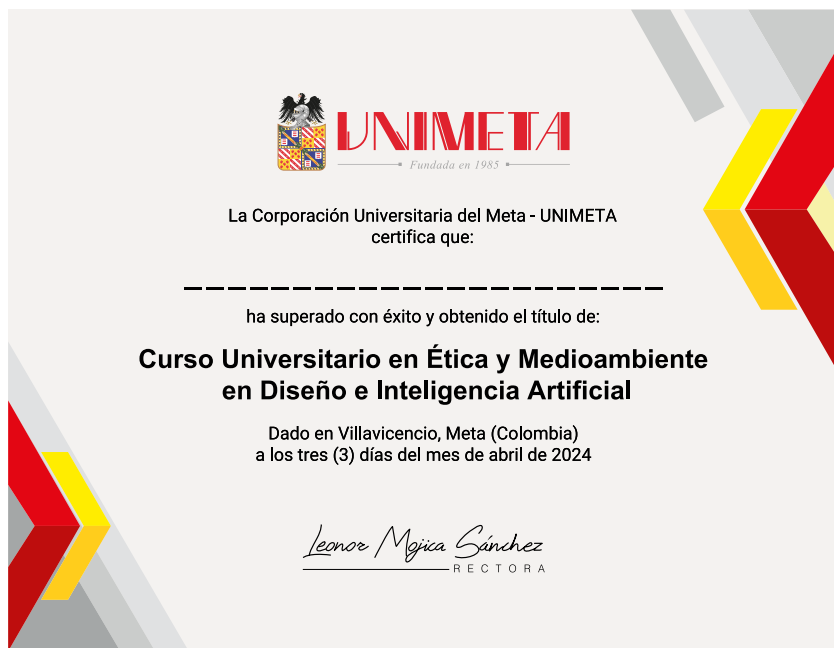 UNIMETA
Fundada en 1985
La Corporación Universitaria del Meta - UNIMETA
certifica que:
ha superado con éxito y obtenido el título de:
Curso Universitario en Ética y Medioambiente
en Diseño e Inteligencia Artificial
Dado en Villavicencio, Meta (Colombia)
a los tres (3) días del mes de abril de 2024
Leonor Mojica Sánchez
RECTORA